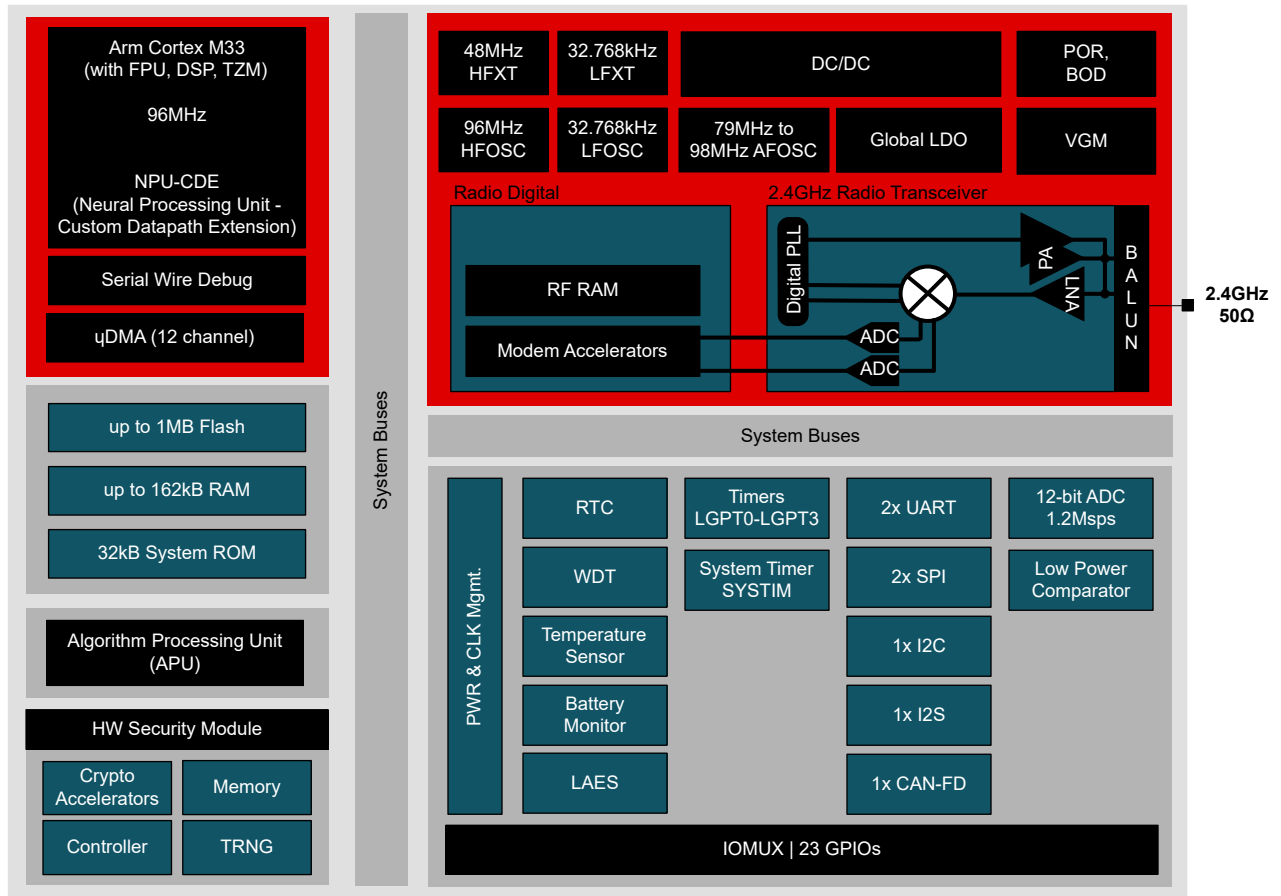 Arm Cortex M33
(with FPU, DSP, TZM)
96MHz
NPU-CDE
(Neural Processing Unit -
Custom Datapath Extension)
Serial Wire Debug
ųDMA (12 channel)
up to 1MB Flash
up to 162kB RAM
32kB System ROM
Algorithm Processing Unit
(APU)
HW Security Module
Crypto
Accelerators
Memory
Controller
TRNG
System Buses
48MHz
HFXT
32.768kHz
LFXT
DC/DC
POR,
BOD
96MHz
HFOSC
32.768kHz
LFOSC
79MHz to
98MHz AFOSC
Global LDO
VGM
Radio Digital
RF RAM
Modem Accelerators
2.4GHz Radio Transceiver
Digital PLL
PA
LNA
ADC
ADC
BALUN
2.4GHz
50Ω
System Buses
PWR & CLK Mgmt.
RTC
Timers
LGPT0-LGPT3
2x UART
12-bit ADC
1.2Msps
WDT
System Timer
SYSTIM
2x SPI
Low Power
Comparator
Temperature
Sensor
1x I2C
Battery
Monitor
1x I2S
LAES
1x CAN-FD
IOMUX | 23 GPIOs